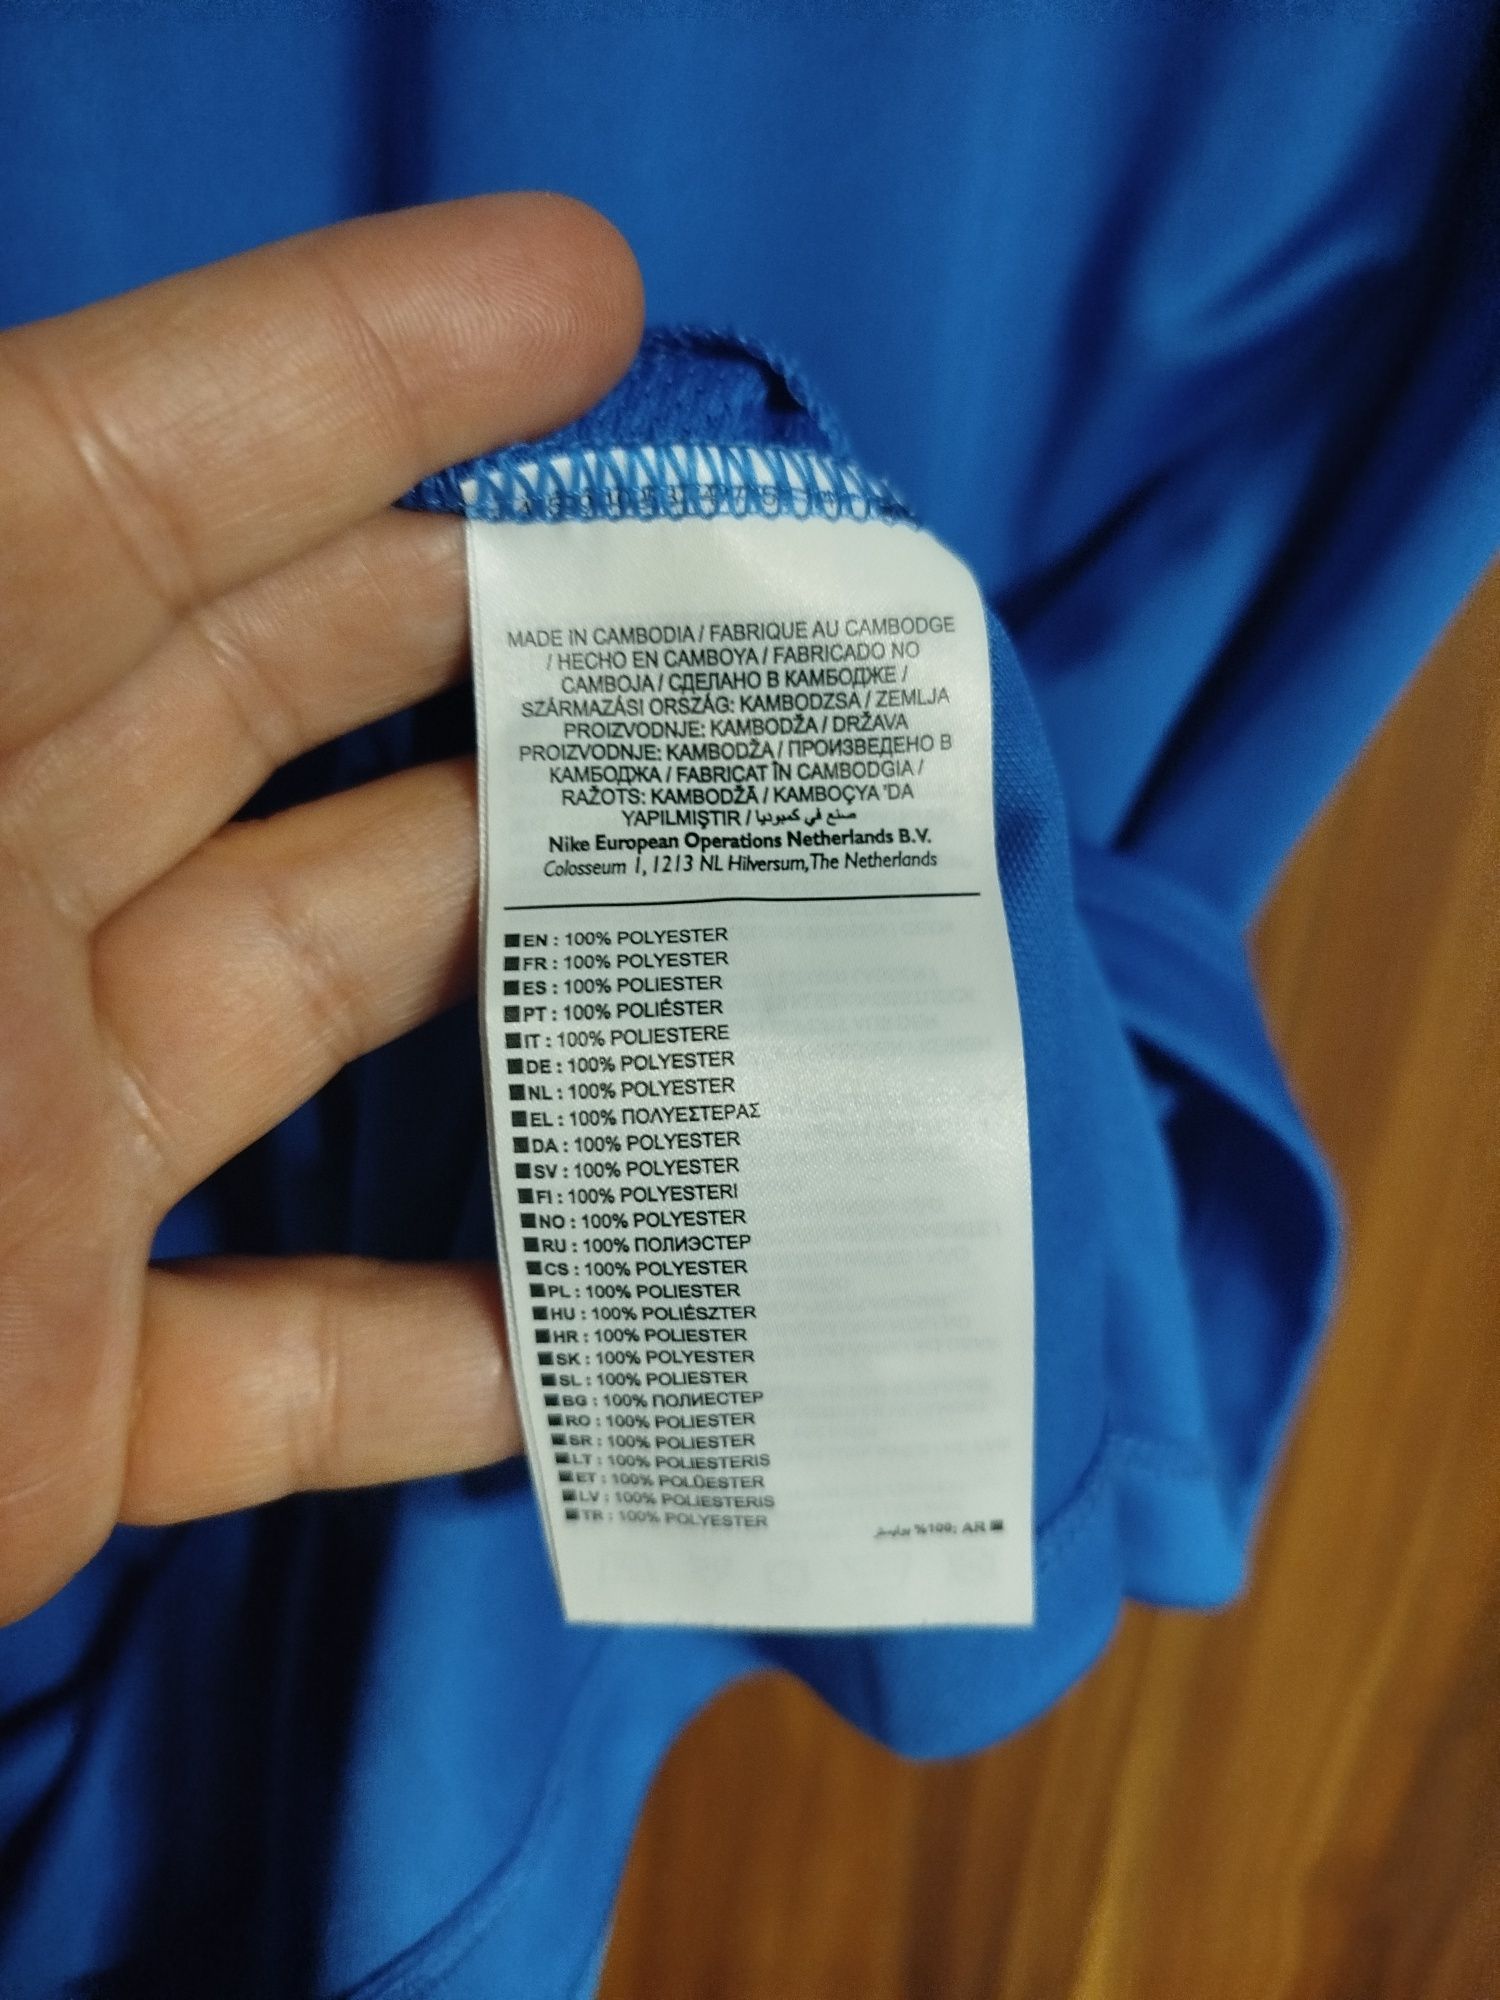 MADE IN CAMBODIA / FABRIQUE AU CAMBODGE
/ HECHO EN CAMBOYA / FABRICADO NO
CAMBOJA / СДЕЛАНО В КАМБОДЖЕ /
SZÁRMAZÁSI ORSZÁG: KAMBODZSA / ZEMLJA
PROIZVODNJE: KAMBODŽA / DRŽAVA
PROIZVODNJE: KAMBODŽA / ПРОИЗВЕДЕНО В
КАМБОДЖА / FABRICAT ÎN CAMBODGIA /
RAŽOTS: KAMBODŽĀ / KAMBOÇYA 'DA
YAPILMIŞTIR / صنع في كمبوديا
Nike European Operations Netherlands B.V.
Colosseum 1, 1213 NL Hilversum, The Netherlands
EN : 100% POLYESTER
FR : 100% POLYESTER
ES : 100% POLIESTER
PT : 100% POLIÉSTER
IT : 100% POLIESTERE
DE : 100% POLYESTER
NL : 100% POLYESTER
EL : 100% ΠΟΛΥΕΣΤΕΡΑΣ
DA : 100% POLYESTER
SV : 100% POLYESTER
FI : 100% POLYESTERI
NO : 100% POLYESTER
RU : 100% ПОЛИЭСТЕР
CS : 100% POLYESTER
PL : 100% POLIESTER
HU : 100% POLIÉSZTER
HR : 100% POLIESTER
SK : 100% POLYESTER
SL : 100% POLIESTER
BG : 100% ПОЛИЕСТЕР
RO : 100% POLIESTER
SR : 100% POLIESTER
LT : 100% POLIESTERIS
ET : 100% POLÜESTER
LV : 100% POLIESTERIS
TR : 100% POLYESTER
AR :100% بوليستر